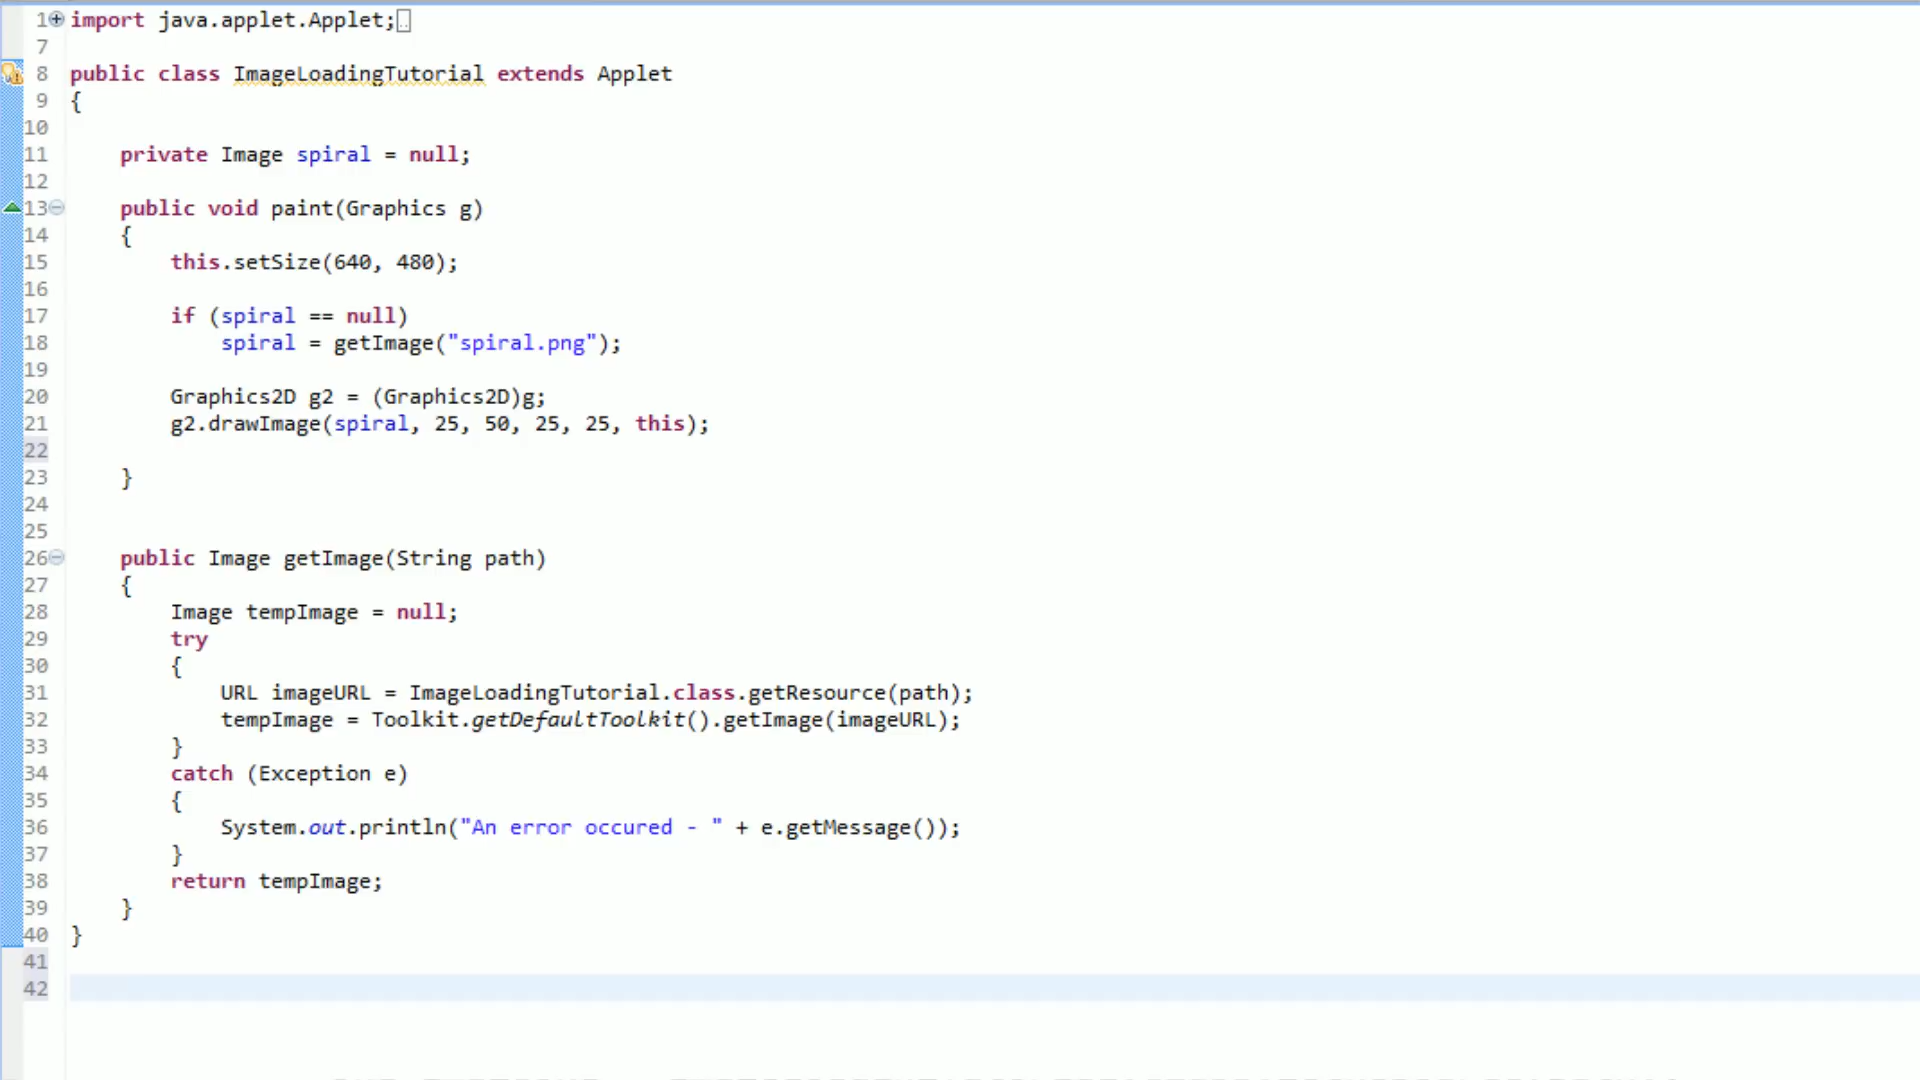 1 import java.applet.Applet;
7
8 public class ImageLoadingTutorial extends Applet
9 {
10
11     private Image spiral = null;
12
13     public void paint(Graphics g)
14     {
15         this.setSize(640, 480);
16
17         if (spiral == null)
18             spiral = getImage("spiral.png");
19
20         Graphics2D g2 = (Graphics2D)g;
21         g2.drawImage(spiral, 25, 50, 25, 25, this);
22
23     }
24
25
26     public Image getImage(String path)
27     {
28         Image tempImage = null;
29         try
30         {
31             URL imageURL = ImageLoadingTutorial.class.getResource(path);
32             tempImage = Toolkit.getDefaultToolkit().getImage(imageURL);
33         }
34         catch (Exception e)
35         {
36             System.out.println("An error occured - " + e.getMessage());
37         }
38         return tempImage;
39     }
40 }
41
42